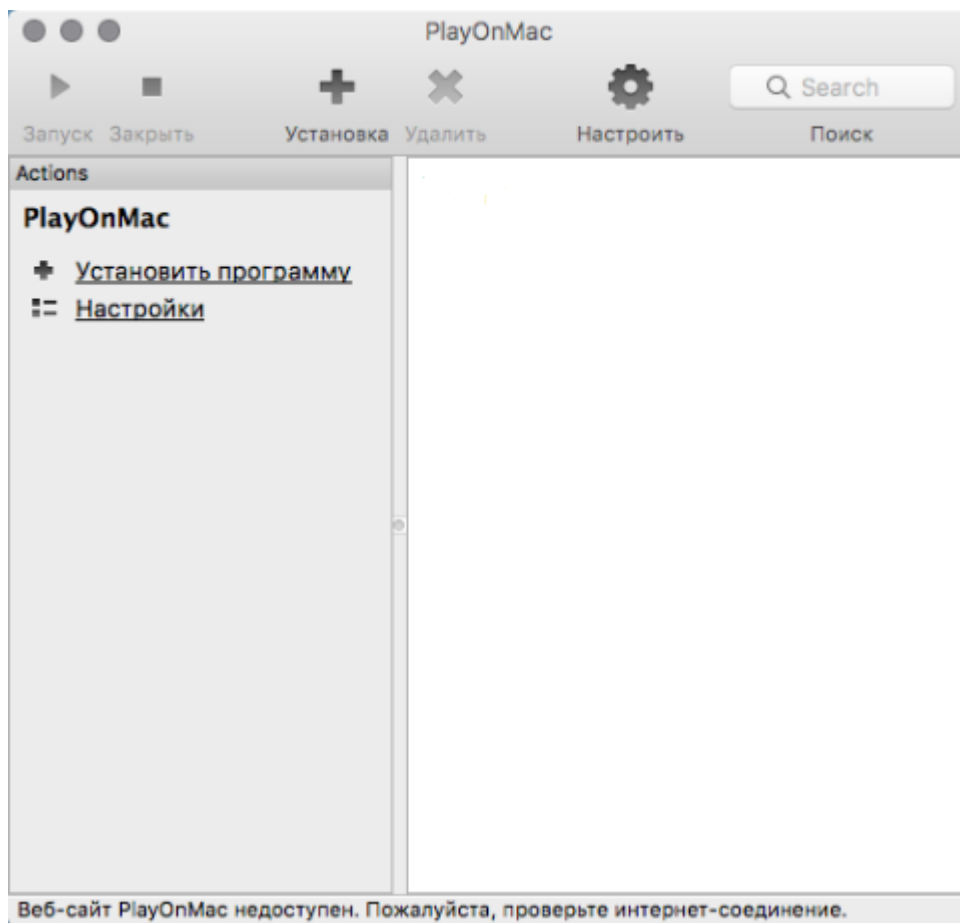 PlayOnMac
Search
Запуск Закрыть Установка Удалить Настроить Поиск
Actions
PlayOnMac
Установить программу
Настройки
Веб-сайт PlayOnMac недоступен. Пожалуйста, проверьте интернет-соединение.